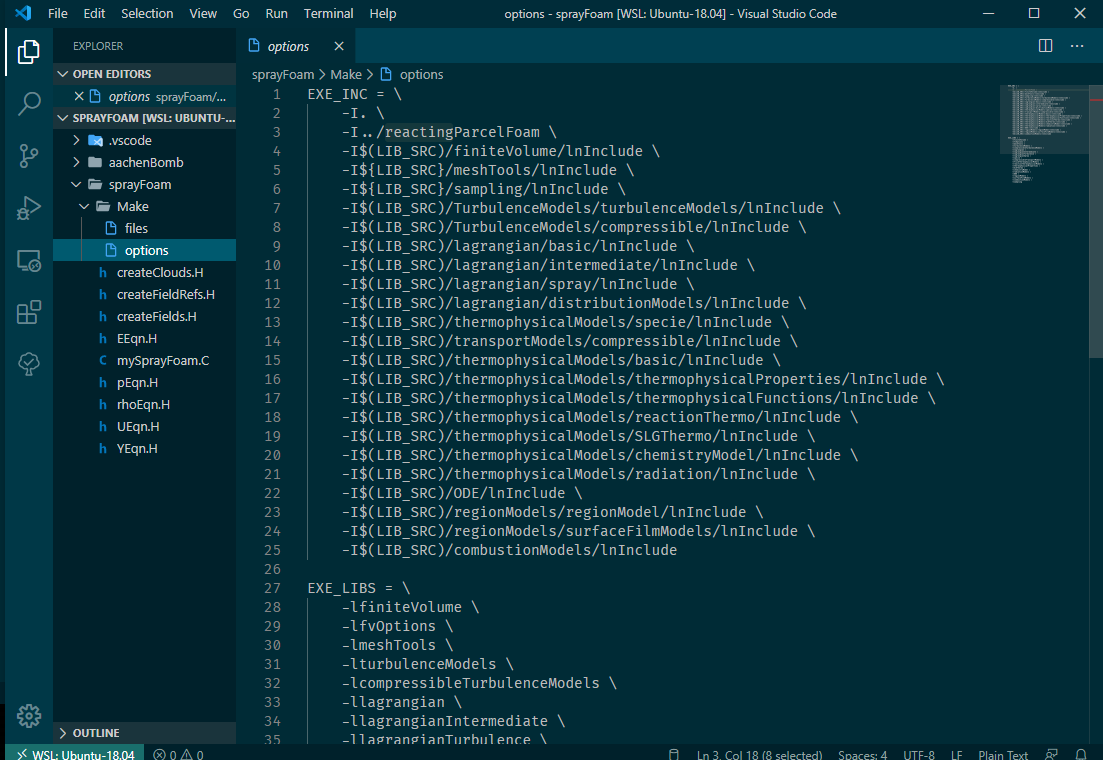 File Edit Selection View Go Run Terminal Help options - sprayFoam [WSL: Ubuntu-18.04] - Visual Studio Code
EXPLORER
OPEN EDITORS
options sprayFoam/...
SPRAYFOAM [WSL: UBUNTU-...
.vscode
aachenBomb
sprayFoam
Make
files
options
h createClouds.H
h createFieldRefs.H
h createFields.H
h EEqn.H
C mySprayFoam.C
h pEqn.H
h rhoEqn.H
h UEqn.H
h YEqn.H
OUTLINE
options
sprayFoam > Make > options
1 EXE_INC = \
2 -I. \
3 -I../reactingParcelFoam \
4 -I$(LIB_SRC)/finiteVolume/lnInclude \
5 -I${LIB_SRC}/meshTools/lnInclude \
6 -I${LIB_SRC}/sampling/lnInclude \
7 -I$(LIB_SRC)/TurbulenceModels/turbulenceModels/lnInclude \
8 -I$(LIB_SRC)/TurbulenceModels/compressible/lnInclude \
9 -I$(LIB_SRC)/lagrangian/basic/lnInclude \
10 -I$(LIB_SRC)/lagrangian/intermediate/lnInclude \
11 -I$(LIB_SRC)/lagrangian/spray/lnInclude \
12 -I$(LIB_SRC)/lagrangian/distributionModels/lnInclude \
13 -I$(LIB_SRC)/thermophysicalModels/specie/lnInclude \
14 -I$(LIB_SRC)/transportModels/compressible/lnInclude \
15 -I$(LIB_SRC)/thermophysicalModels/basic/lnInclude \
16 -I$(LIB_SRC)/thermophysicalModels/thermophysicalProperties/lnInclude \
17 -I$(LIB_SRC)/thermophysicalModels/thermophysicalFunctions/lnInclude \
18 -I$(LIB_SRC)/thermophysicalModels/reactionThermo/lnInclude \
19 -I$(LIB_SRC)/thermophysicalModels/SLGThermo/lnInclude \
20 -I$(LIB_SRC)/thermophysicalModels/chemistryModel/lnInclude \
21 -I$(LIB_SRC)/thermophysicalModels/radiation/lnInclude \
22 -I$(LIB_SRC)/ODE/lnInclude \
23 -I$(LIB_SRC)/regionModels/regionModel/lnInclude \
24 -I$(LIB_SRC)/regionModels/surfaceFilmModels/lnInclude \
25 -I$(LIB_SRC)/combustionModels/lnInclude
26
27 EXE_LIBS = \
28 -lfiniteVolume \
29 -lfvOptions \
30 -lmeshTools \
31 -lturbulenceModels \
32 -lcompressibleTurbulenceModels \
33 -llagrangian \
34 -llagrangianIntermediate \
35 -llagrangianTurbulence \
WSL: Ubuntu-18.04 0 0 Ln 3, Col 18 (8 selected) Spaces: 4 UTF-8 LF Plain Text